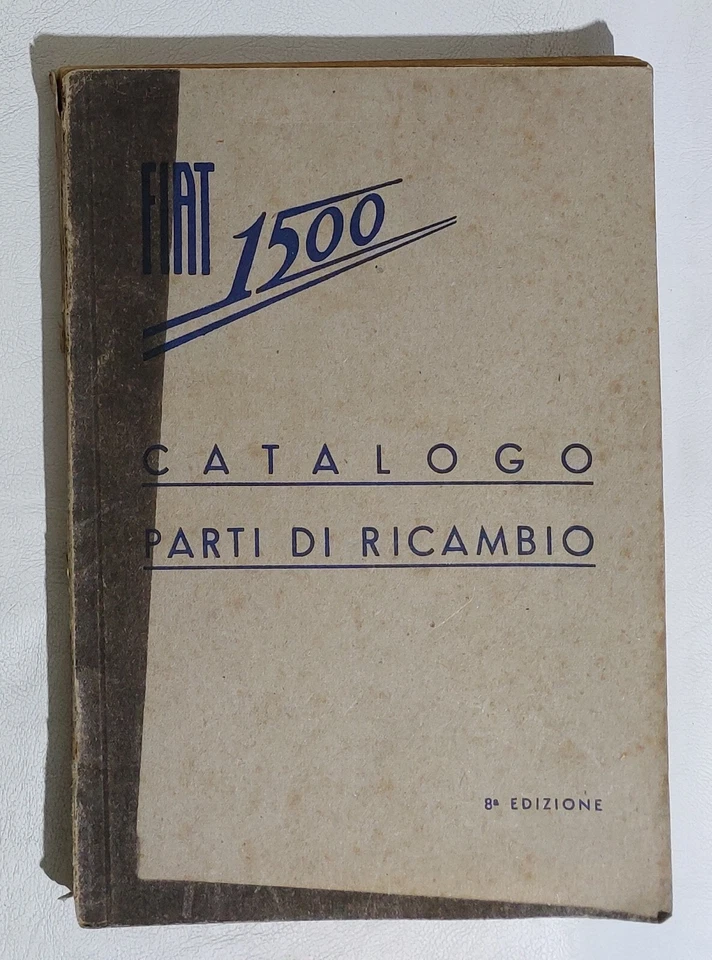 FIAT 1500
CATALOGO
PARTI DI RICAMBIO
8ª EDIZIONE